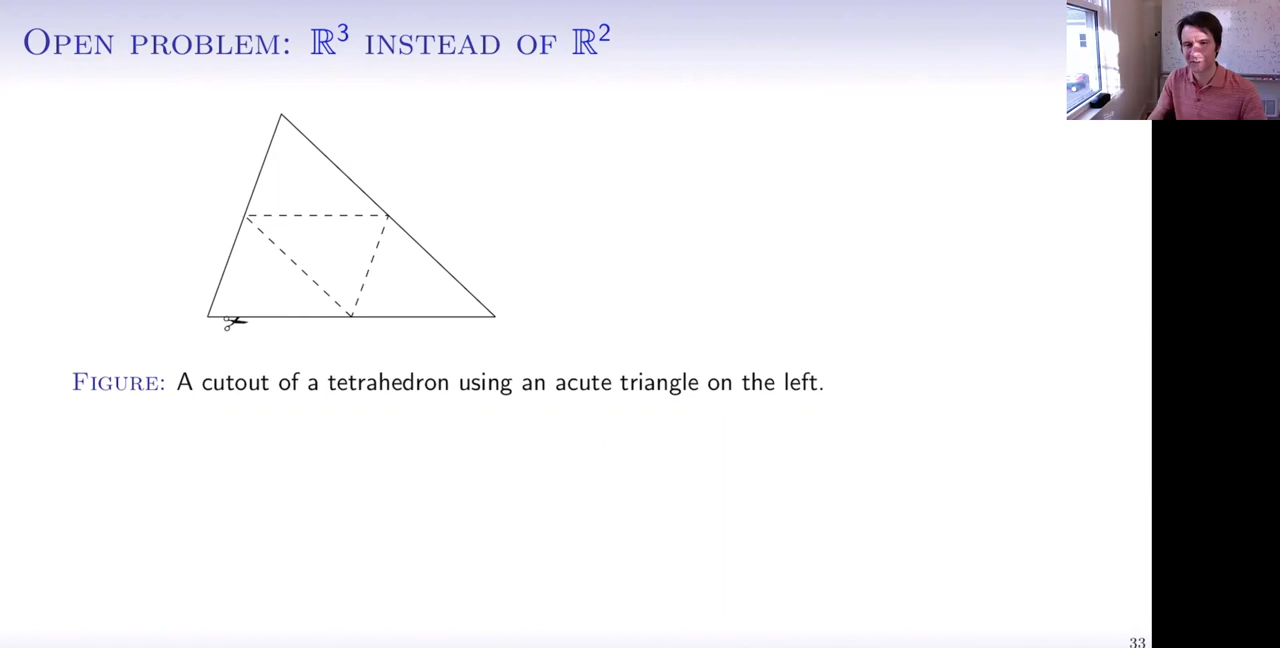 OPEN PROBLEM: ℝ³ INSTEAD OF ℝ²
FIGURE: A cutout of a tetrahedron using an acute triangle on the left.
33